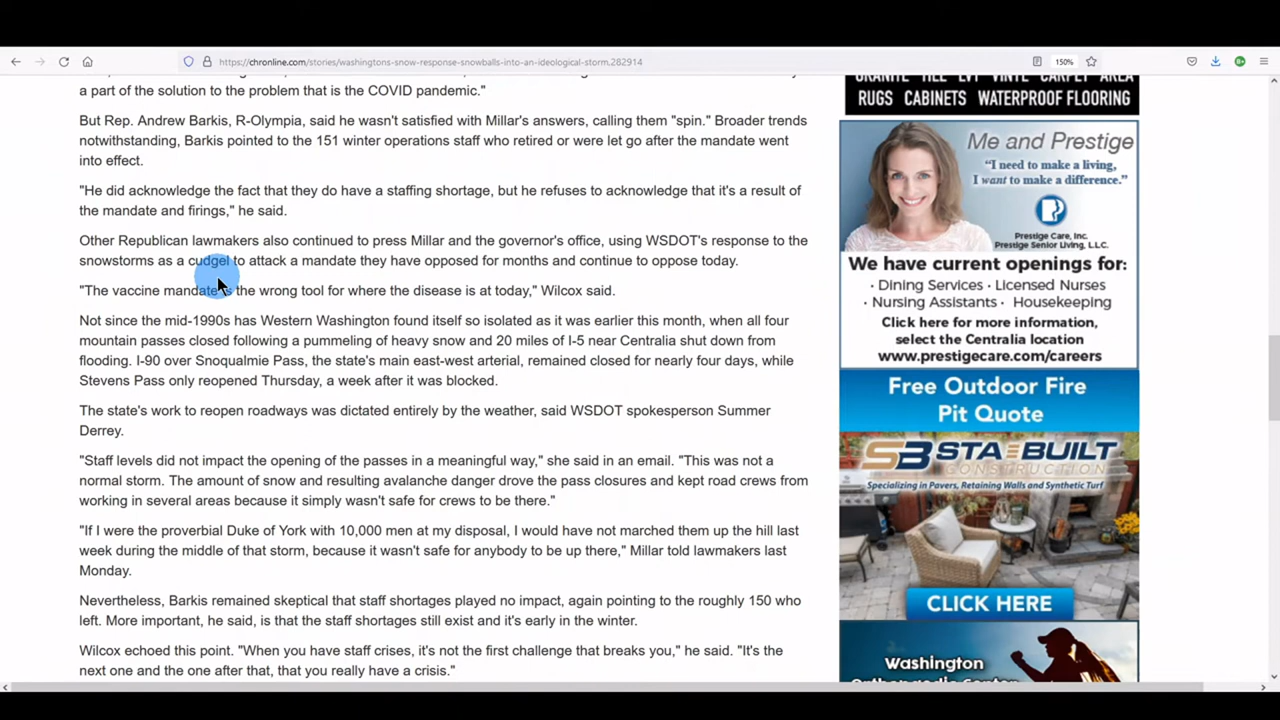 https://chronline.com/stories/washingtons-snow-response-snowballs-into-an-ideological-storm,282914
150%
a part of the solution to the problem that is the COVID pandemic."
But Rep. Andrew Barkis, R-Olympia, said he wasn't satisfied with Millar's answers, calling them "spin." Broader trends
notwithstanding, Barkis pointed to the 151 winter operations staff who retired or were let go after the mandate went
into effect.
"He did acknowledge the fact that they do have a staffing shortage, but he refuses to acknowledge that it's a result of
the mandate and firings," he said.
Other Republican lawmakers also continued to press Millar and the governor's office, using WSDOT's response to the
snowstorms as a cudgel to attack a mandate they have opposed for months and continue to oppose today.
"The vaccine mandate is the wrong tool for where the disease is at today," Wilcox said.
Not since the mid-1990s has Western Washington found itself so isolated as it was earlier this month, when all four
mountain passes closed following a pummeling of heavy snow and 20 miles of I-5 near Centralia shut down from
flooding. I-90 over Snoqualmie Pass, the state's main east-west arterial, remained closed for nearly four days, while
Stevens Pass only reopened Thursday, a week after it was blocked.
The state's work to reopen roadways was dictated entirely by the weather, said WSDOT spokesperson Summer
Derrey.
"Staff levels did not impact the opening of the passes in a meaningful way," she said in an email. "This was not a
normal storm. The amount of snow and resulting avalanche danger drove the pass closures and kept road crews from
working in several areas because it simply wasn't safe for crews to be there."
"If I were the proverbial Duke of York with 10,000 men at my disposal, I would have not marched them up the hill last
week during the middle of that storm, because it wasn't safe for anybody to be up there," Millar told lawmakers last
Monday.
Nevertheless, Barkis remained skeptical that staff shortages played no impact, again pointing to the roughly 150 who
left. More important, he said, is that the staff shortages still exist and it's early in the winter.
Wilcox echoed this point. "When you have staff crises, it's not the first challenge that breaks you," he said. "It's the
next one and the one after that, that you really have a crisis."
GRANITE TILE LVT VINYL CARPET AREA
RUGS CABINETS WATERPROOF FLOORING
Me and Prestige
"I need to make a living,
I want to make a difference."
Prestige Care, Inc.
Prestige Senior Living, L.L.C.
We have current openings for:
· Dining Services · Licensed Nurses
· Nursing Assistants · Housekeeping
Click here for more information,
select the Centralia location
www.prestigecare.com/careers
Free Outdoor Fire
Pit Quote
SB STA BUILT
CONSTRUCTION
Specializing in Pavers, Retaining Walls and Synthetic Turf
CLICK HERE
Washington
Orthopaedic Center